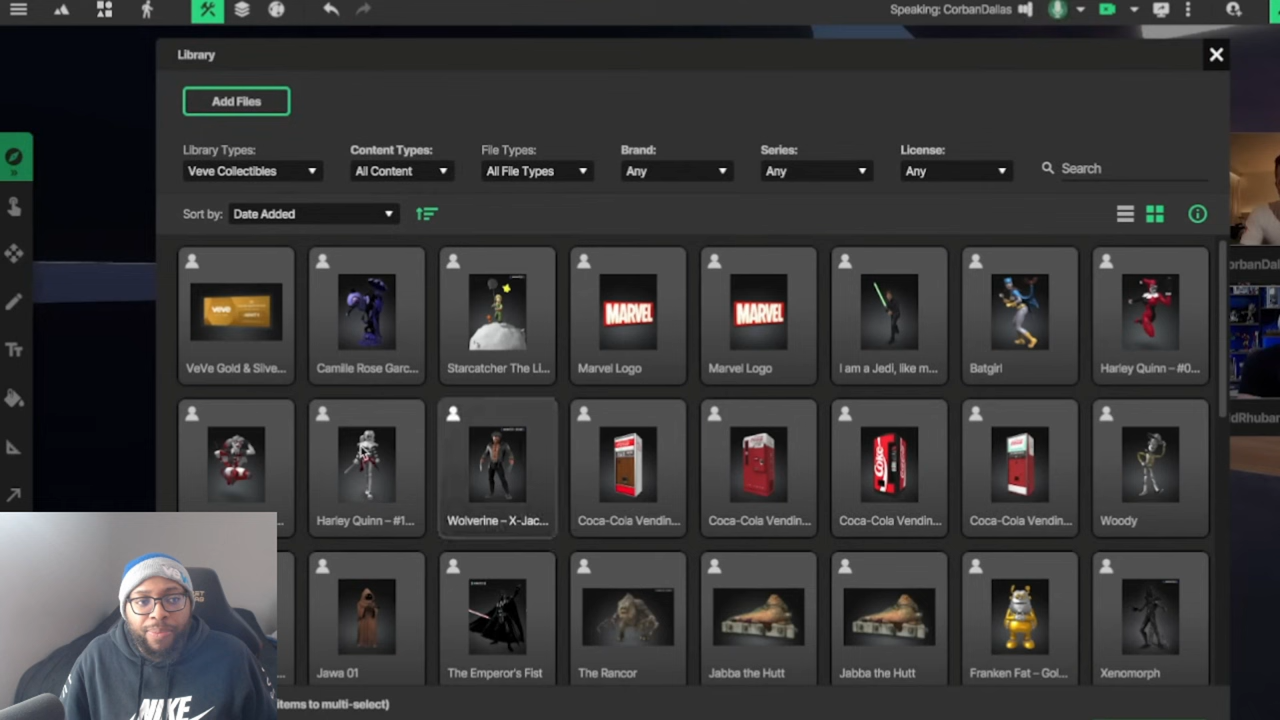 Speaking: CorbanDallas
Library
Add Files
Library Types:
Content Types:
File Types:
Brand:
Series:
License:
Veve Collectibles
All Content
All File Types
Any
Any
Any
Search
Sort by: Date Added
VeVe Gold & Silve...
Camille Rose Garc...
Starcatcher The Li...
MARVEL
Marvel Logo
MARVEL
Marvel Logo
I am a Jedi, like m...
Batgirl
Harley Quinn – #0...
Harley Quinn – #1...
Wolverine – X-Jac...
Coca-Cola Vendin...
Coca-Cola Vendin...
Coca-Cola Vendin...
Coca-Cola Vendin...
Woody
Jawa 01
The Emperor's Fist
The Rancor
Jabba the Hutt
Jabba the Hutt
Franken Fat – Gol...
Xenomorph
items to multi-select)
orbanDal
ldRhubar
NIKE